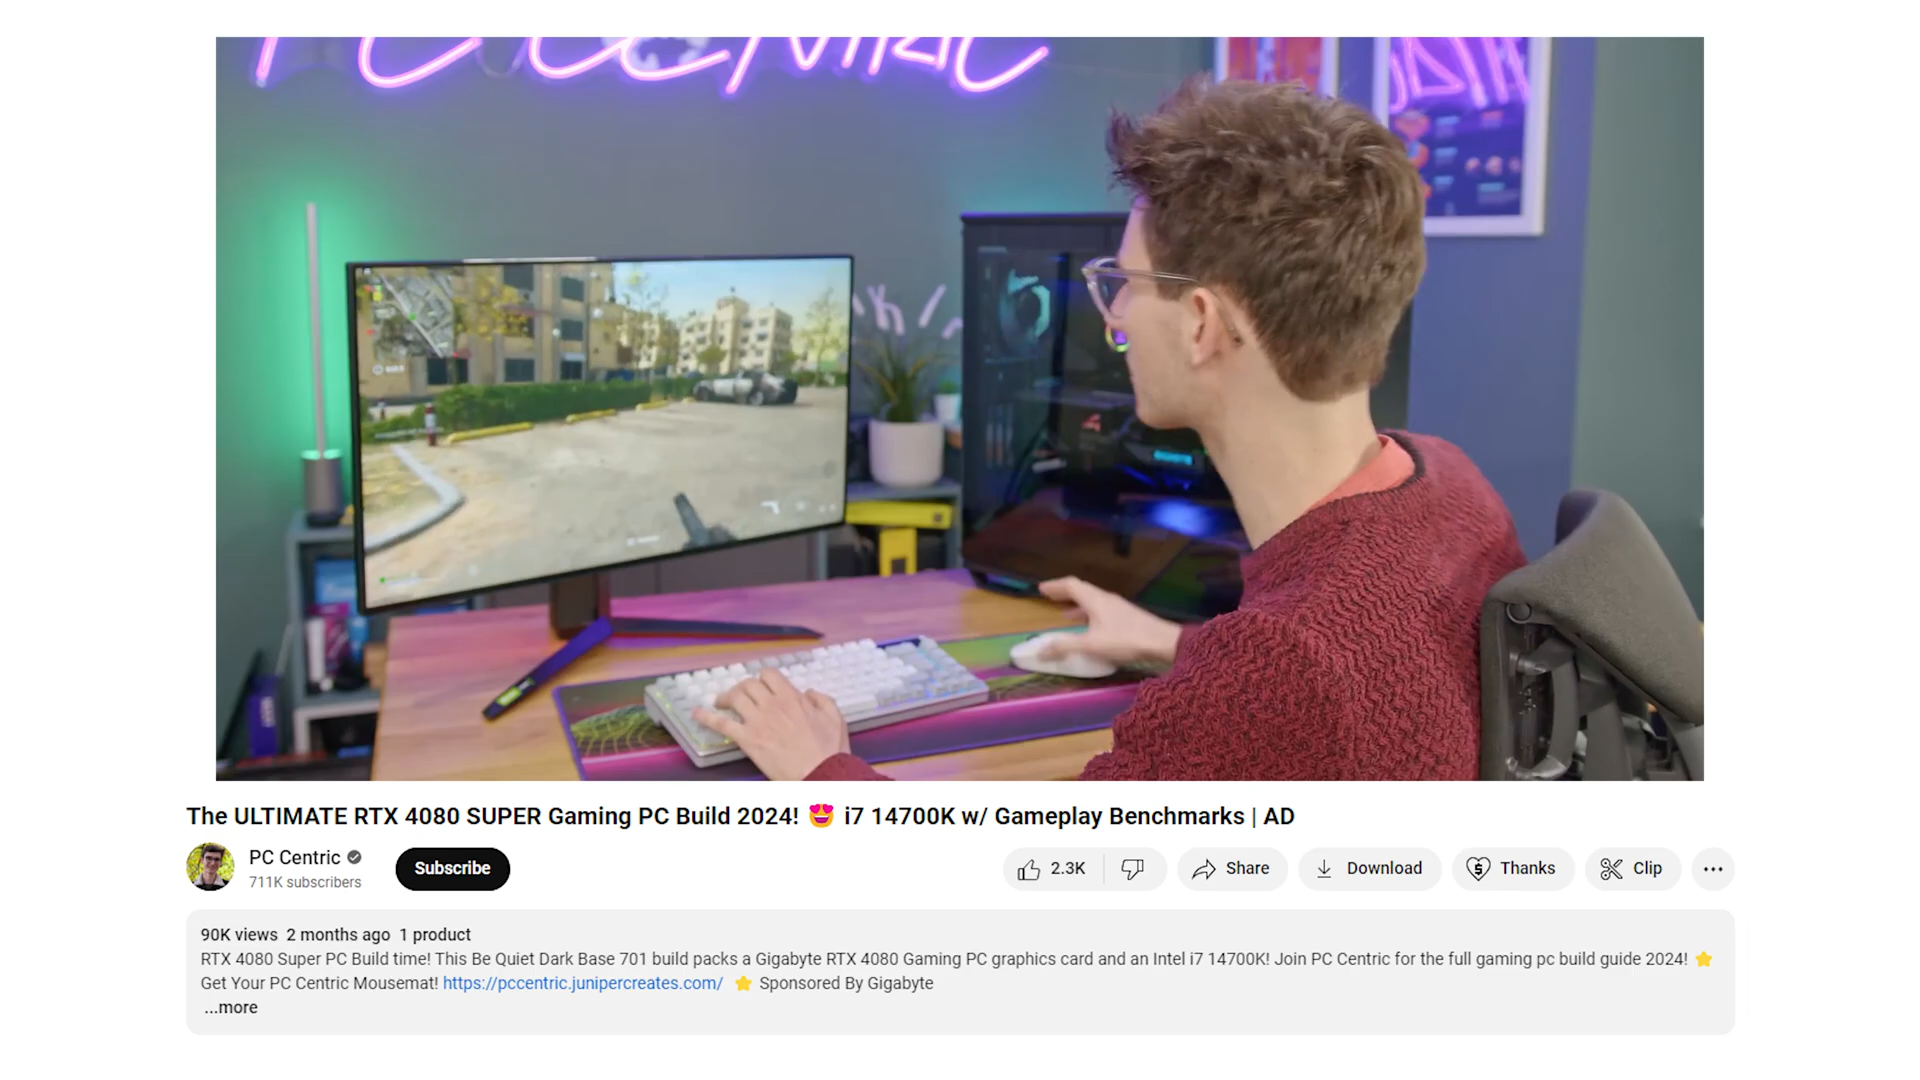 PC Centric
The ULTIMATE RTX 4080 SUPER Gaming PC Build 2024! 😍 i7 14700K w/ Gameplay Benchmarks | AD
PC Centric
711K subscribers
Subscribe
2.3K
Share
Download
Thanks
Clip
90K views 2 months ago 1 product
RTX 4080 Super PC Build time! This Be Quiet Dark Base 701 build packs a Gigabyte RTX 4080 Gaming PC graphics card and an Intel i7 14700K! Join PC Centric for the full gaming pc build guide 2024! ⭐
Get Your PC Centric Mousemat! https://pccentric.junipercreates.com/ ⭐ Sponsored By Gigabyte
...more